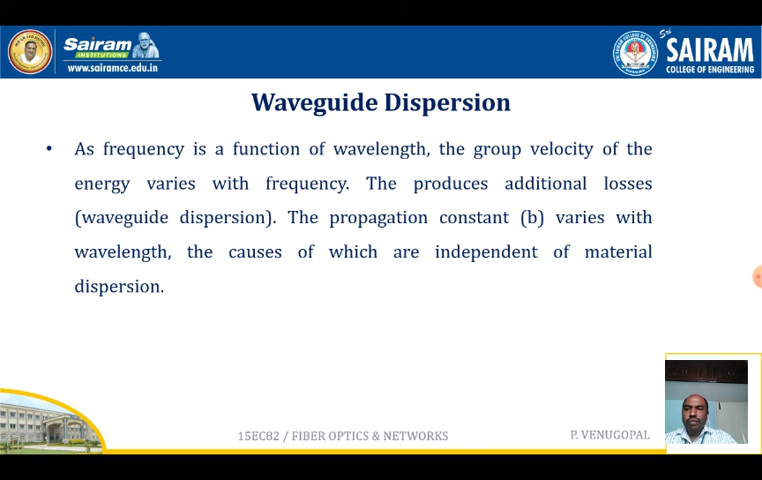 Sairam
INSTITUTIONS
www.sairamce.edu.in
Sri
SAIRAM
COLLEGE OF ENGINEERING
Waveguide Dispersion
• As frequency is a function of wavelength, the group velocity of the
energy varies with frequency. The produces additional losses
(waveguide dispersion). The propagation constant (b) varies with
wavelength, the causes of which are independent of material
dispersion.
15EC82 / FIBER OPTICS & NETWORKS
P. VENUGOPAL